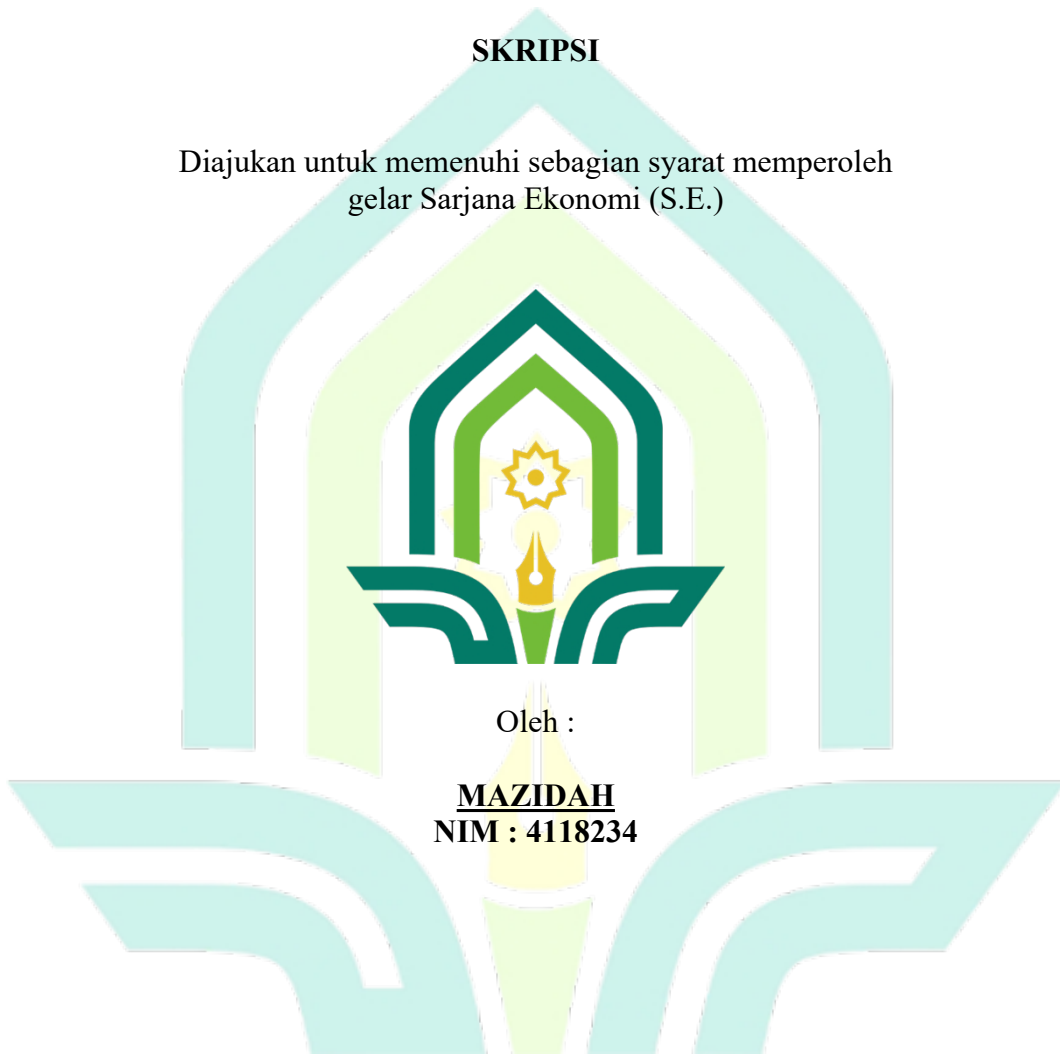 SKRIPSI
Diajukan untuk memenuhi sebagian syarat memperoleh
gelar Sarjana Ekonomi (S.E.)
Oleh :
MAZIDAH
NIM : 4118234